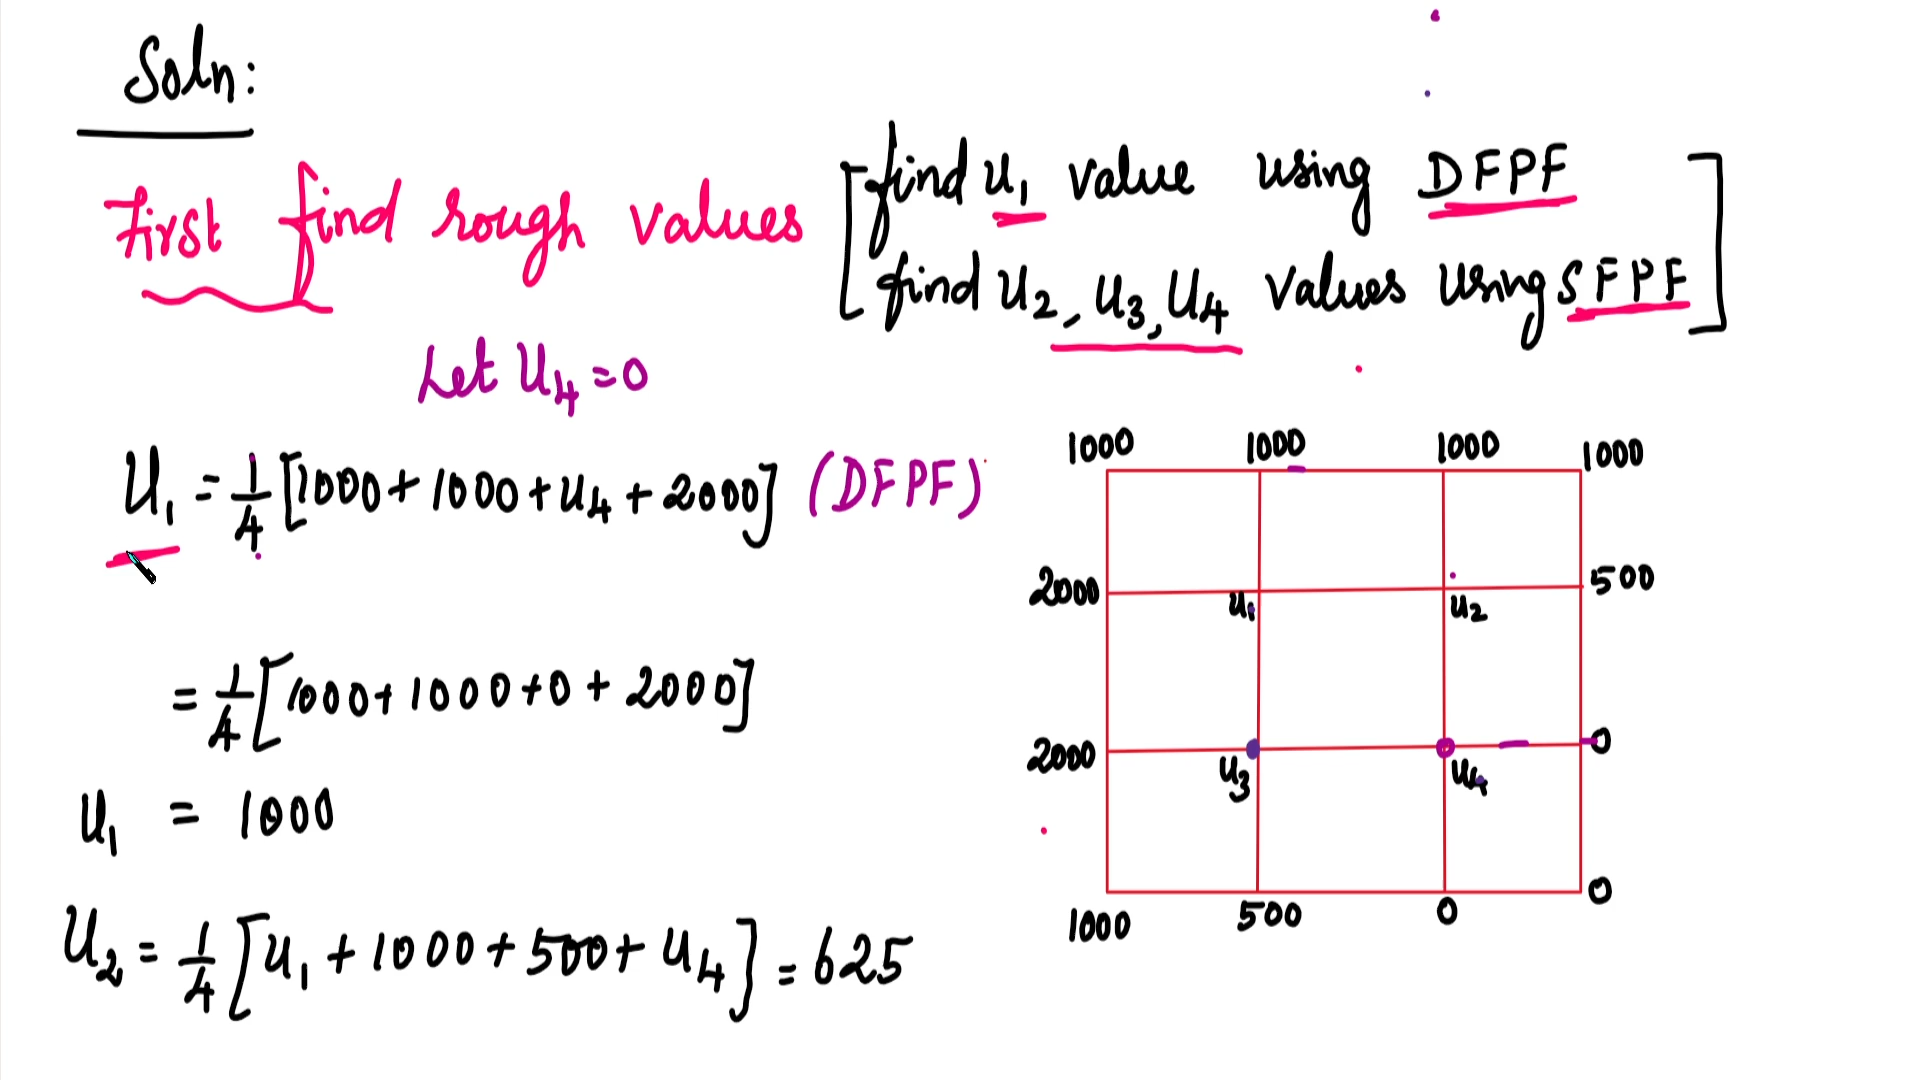 Soln:
First find rough values [find u₁ value using DFPF
find u₂, u₃, u₄ values using SFPF]
Let u₄ = 0
u₁ = 1/4 [1000 + 1000 + u₄ + 2000] (DFPF)
= 1/4 [1000 + 1000 + 0 + 2000]
u₁ = 1000
u₂ = 1/4 [u₁ + 1000 + 500 + u₄] = 625
1000 1000 1000 1000
2000 u₁ u₂ 500
2000 u₃ u₄ 0
1000 500 0 0